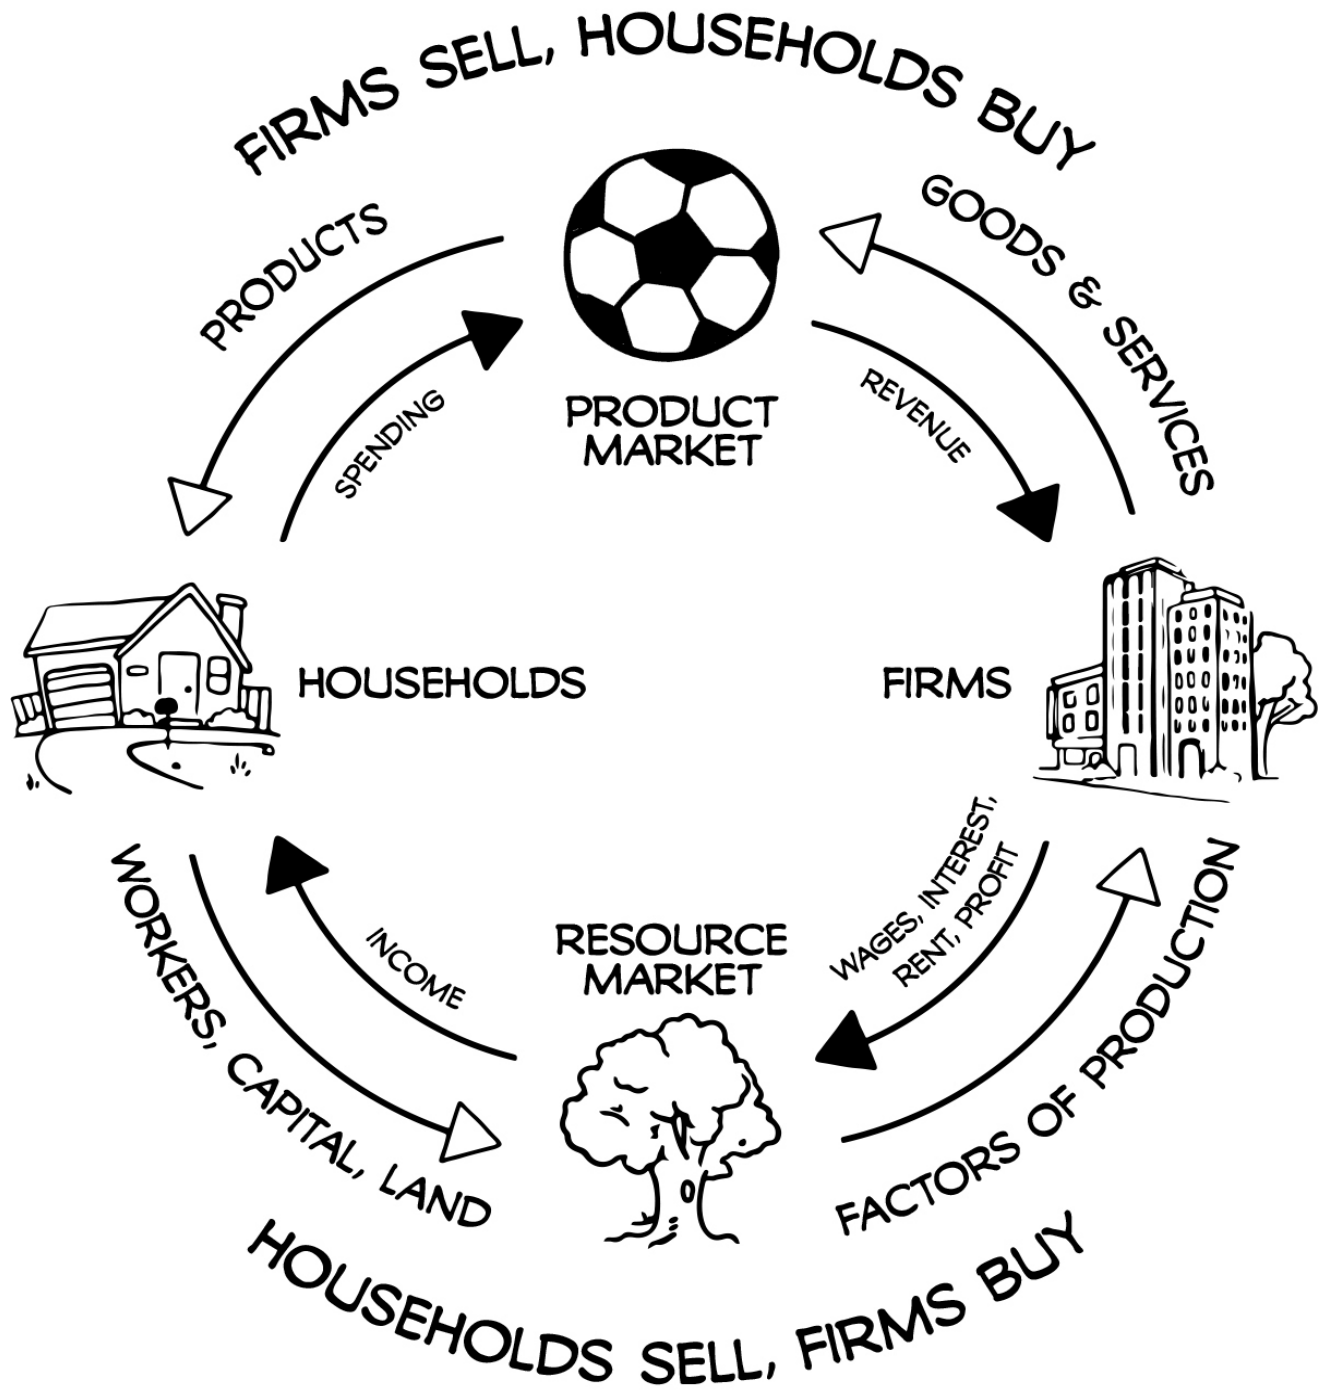 FIRMS SELL, HOUSEHOLDS BUY
PRODUCTS
GOODS & SERVICES
SPENDING
REVENUE
PRODUCT
MARKET
HOUSEHOLDS
FIRMS
WORKERS, CAPITAL, LAND
INCOME
RESOURCE
MARKET
WAGES, INTEREST,
RENT, PROFIT
FACTORS OF PRODUCTION
HOUSEHOLDS SELL, FIRMS BUY